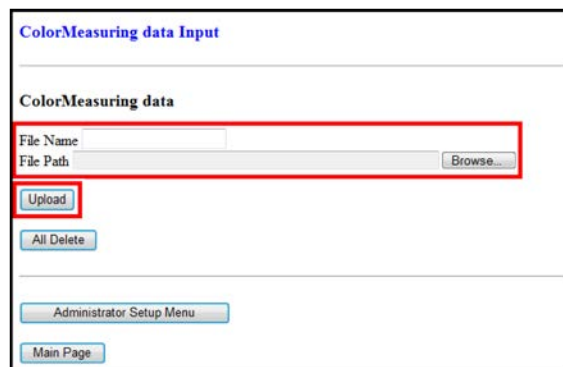 ColorMeasuring data Input
ColorMeasuring data
File Name
File Path Browse...
Upload
All Delete
Administrator Setup Menu
Main Page